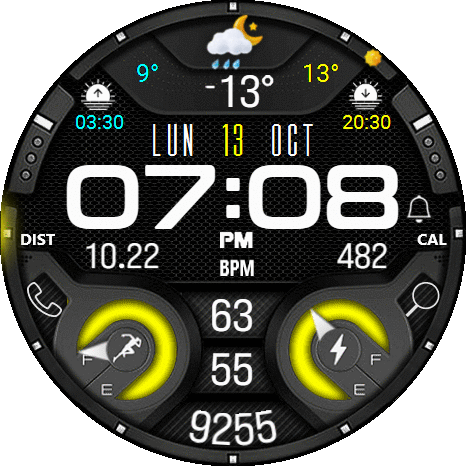 9° 13°
-13°
03:30 20:30
LUN 13 OCT
07:08
DIST PM CAL
10.22 BPM 482
63
F F
E E
55
9255